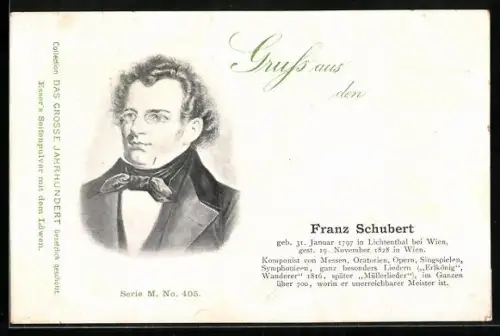 Gruß aus
den
Collection DAS GROSSE JAHRHUNDERT Gesetzlich geschützt.
Esser's Seifenpulver mit dem Löwen.
Franz Schubert
geb. 31. Januar 1797 in Lichtenthal bei Wien,
gest. 19. November 1828 in Wien.
Komponist von Messen, Oratorien, Opern, Singspielen,
Symphonieen, ganz besonders Liedern („Erlkönig“,
Wanderer“ 1816, später „Müllerlieder“), im Ganzen
über 700, worin er unerreichbarer Meister ist.
Serie M. No. 405.